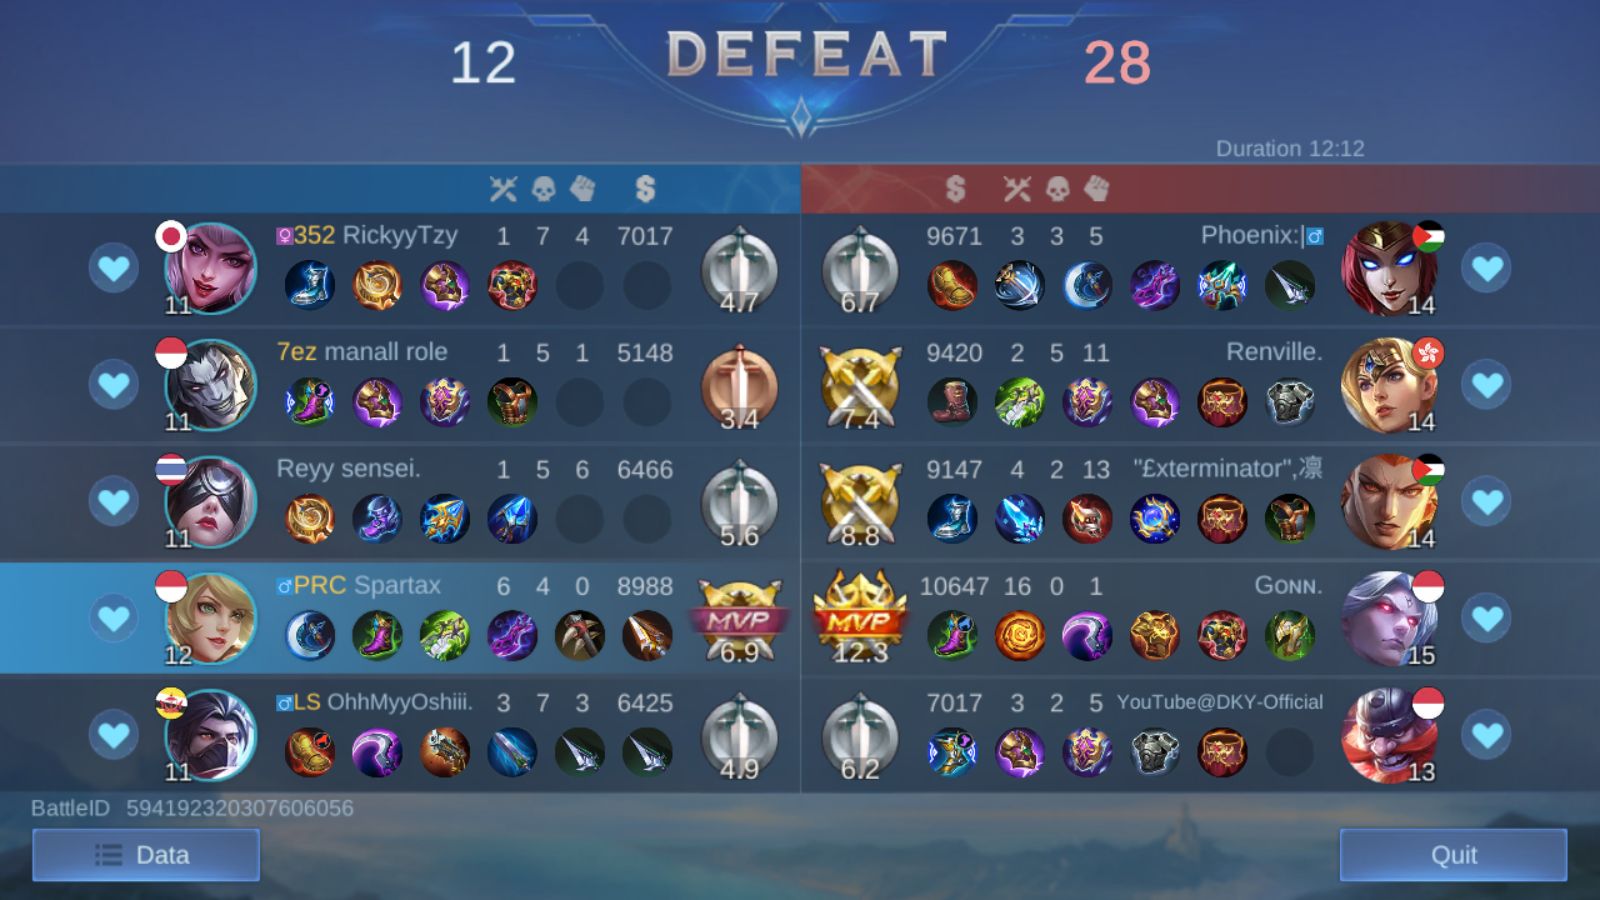 12 DEFEAT 28
Duration 12:12
352 RickyyTzy 1 7 4 7017
11 4.7
9671 3 3 5 Phoenix:|
6.7 14
7ez manall role 1 5 1 5148
11 3.4
9420 2 5 11 Renville.
7.4 14
Reyy sensei. 1 5 6 6466
11 5.6
9147 4 2 13 "£xterminator",凛
8.8 14
PRC Spartax 6 4 0 8988
MVP
12 6.9
10647 16 0 1 Gᴏɴɴ.
MVP
12.3 15
LS OhhMyyOshiii. 3 7 3 6425
11 4.9
7017 3 2 5 YouTube@DKY-Official
6.2 13
BattleID 594192320307606056
Data
Quit